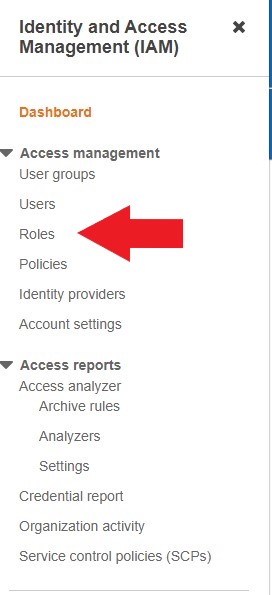 Identity and Access
Management (IAM)
Dashboard
Access management
User groups
Users
Roles
Policies
Identity providers
Account settings
Access reports
Access analyzer
Archive rules
Analyzers
Settings
Credential report
Organization activity
Service control policies (SCPs)